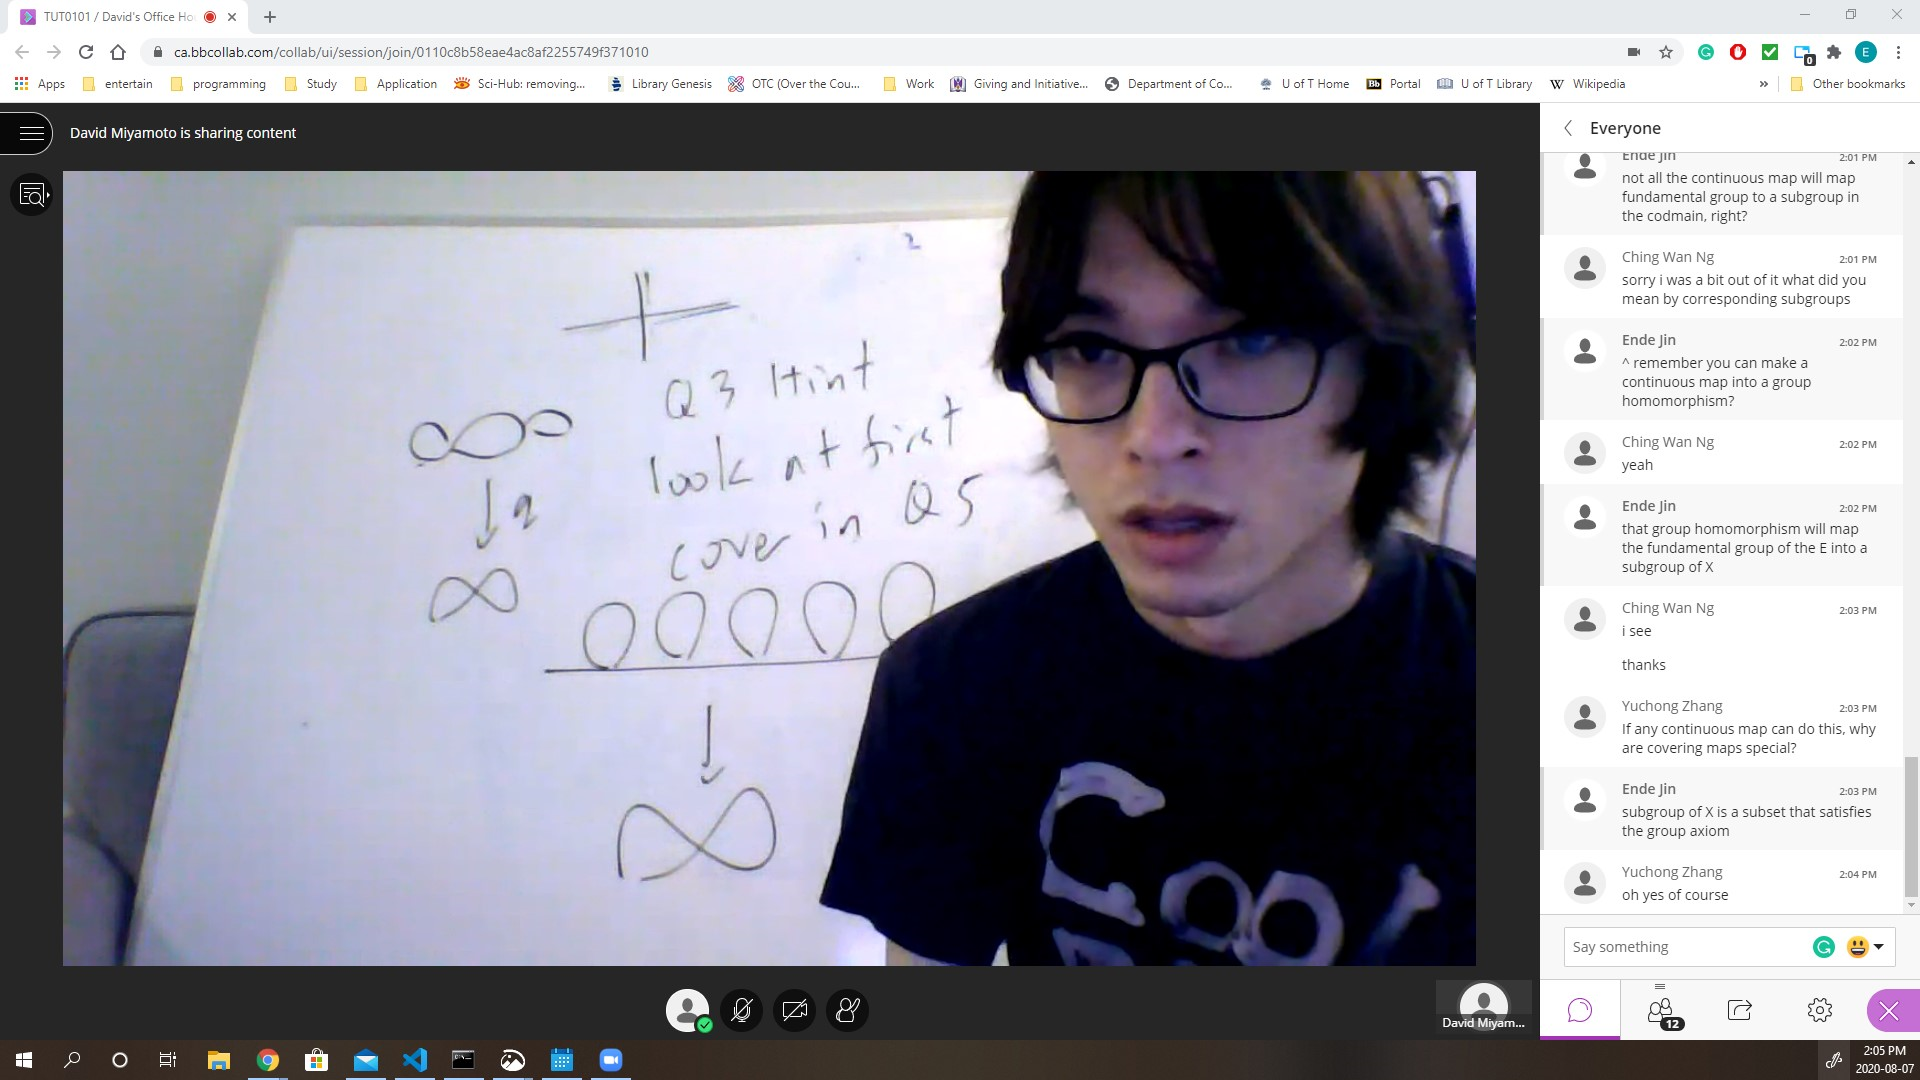 TUT0101 / David's Office Ho
ca.bbcollab.com/collab/ui/session/join/0110c8b58eae4ac8af2255749f371010
E
0
Apps
entertain
programming
Study
Application
Sci-Hub: removing...
Library Genesis
OTC (Over the Cou...
Work
Giving and Initiative...
Department of Co...
U of T Home
Bb
Portal
U of T Library
W
Wikipedia
»
Other bookmarks
David Miyamoto is sharing content
2
Q3 Hint
look at first
cover in Q5
Coo
Everyone
Ende Jin 2:01 PM
not all the continuous map will map
fundamental group to a subgroup in
the codmain, right?
Ching Wan Ng 2:01 PM
sorry i was a bit out of it what did you
mean by corresponding subgroups
Ende Jin 2:02 PM
^ remember you can make a
continuous map into a group
homomorphism?
Ching Wan Ng 2:02 PM
yeah
Ende Jin 2:02 PM
that group homomorphism will map
the fundamental group of the E into a
subgroup of X
Ching Wan Ng 2:03 PM
i see
thanks
Yuchong Zhang 2:03 PM
If any continuous map can do this, why
are covering maps special?
Ende Jin 2:03 PM
subgroup of X is a subset that satisfies
the group axiom
Yuchong Zhang 2:04 PM
oh yes of course
Say something
David Miyam...
12
2:05 PM
2020-08-07